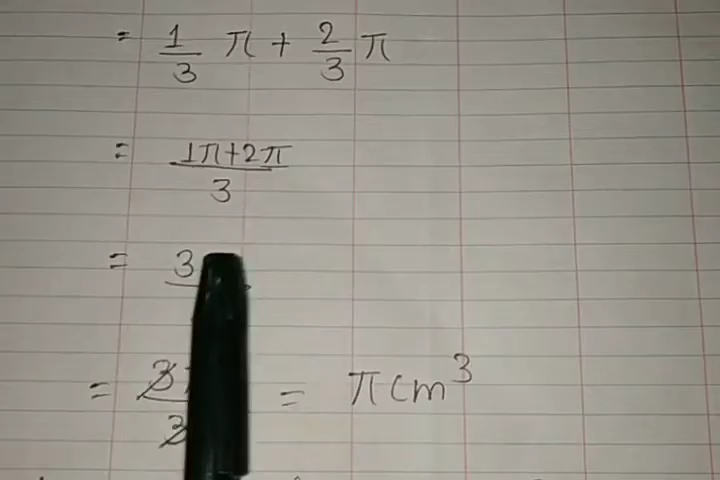 = 1/3 π + 2/3 π
= 1π+2π/3
= 3
= 3/3 = π cm³